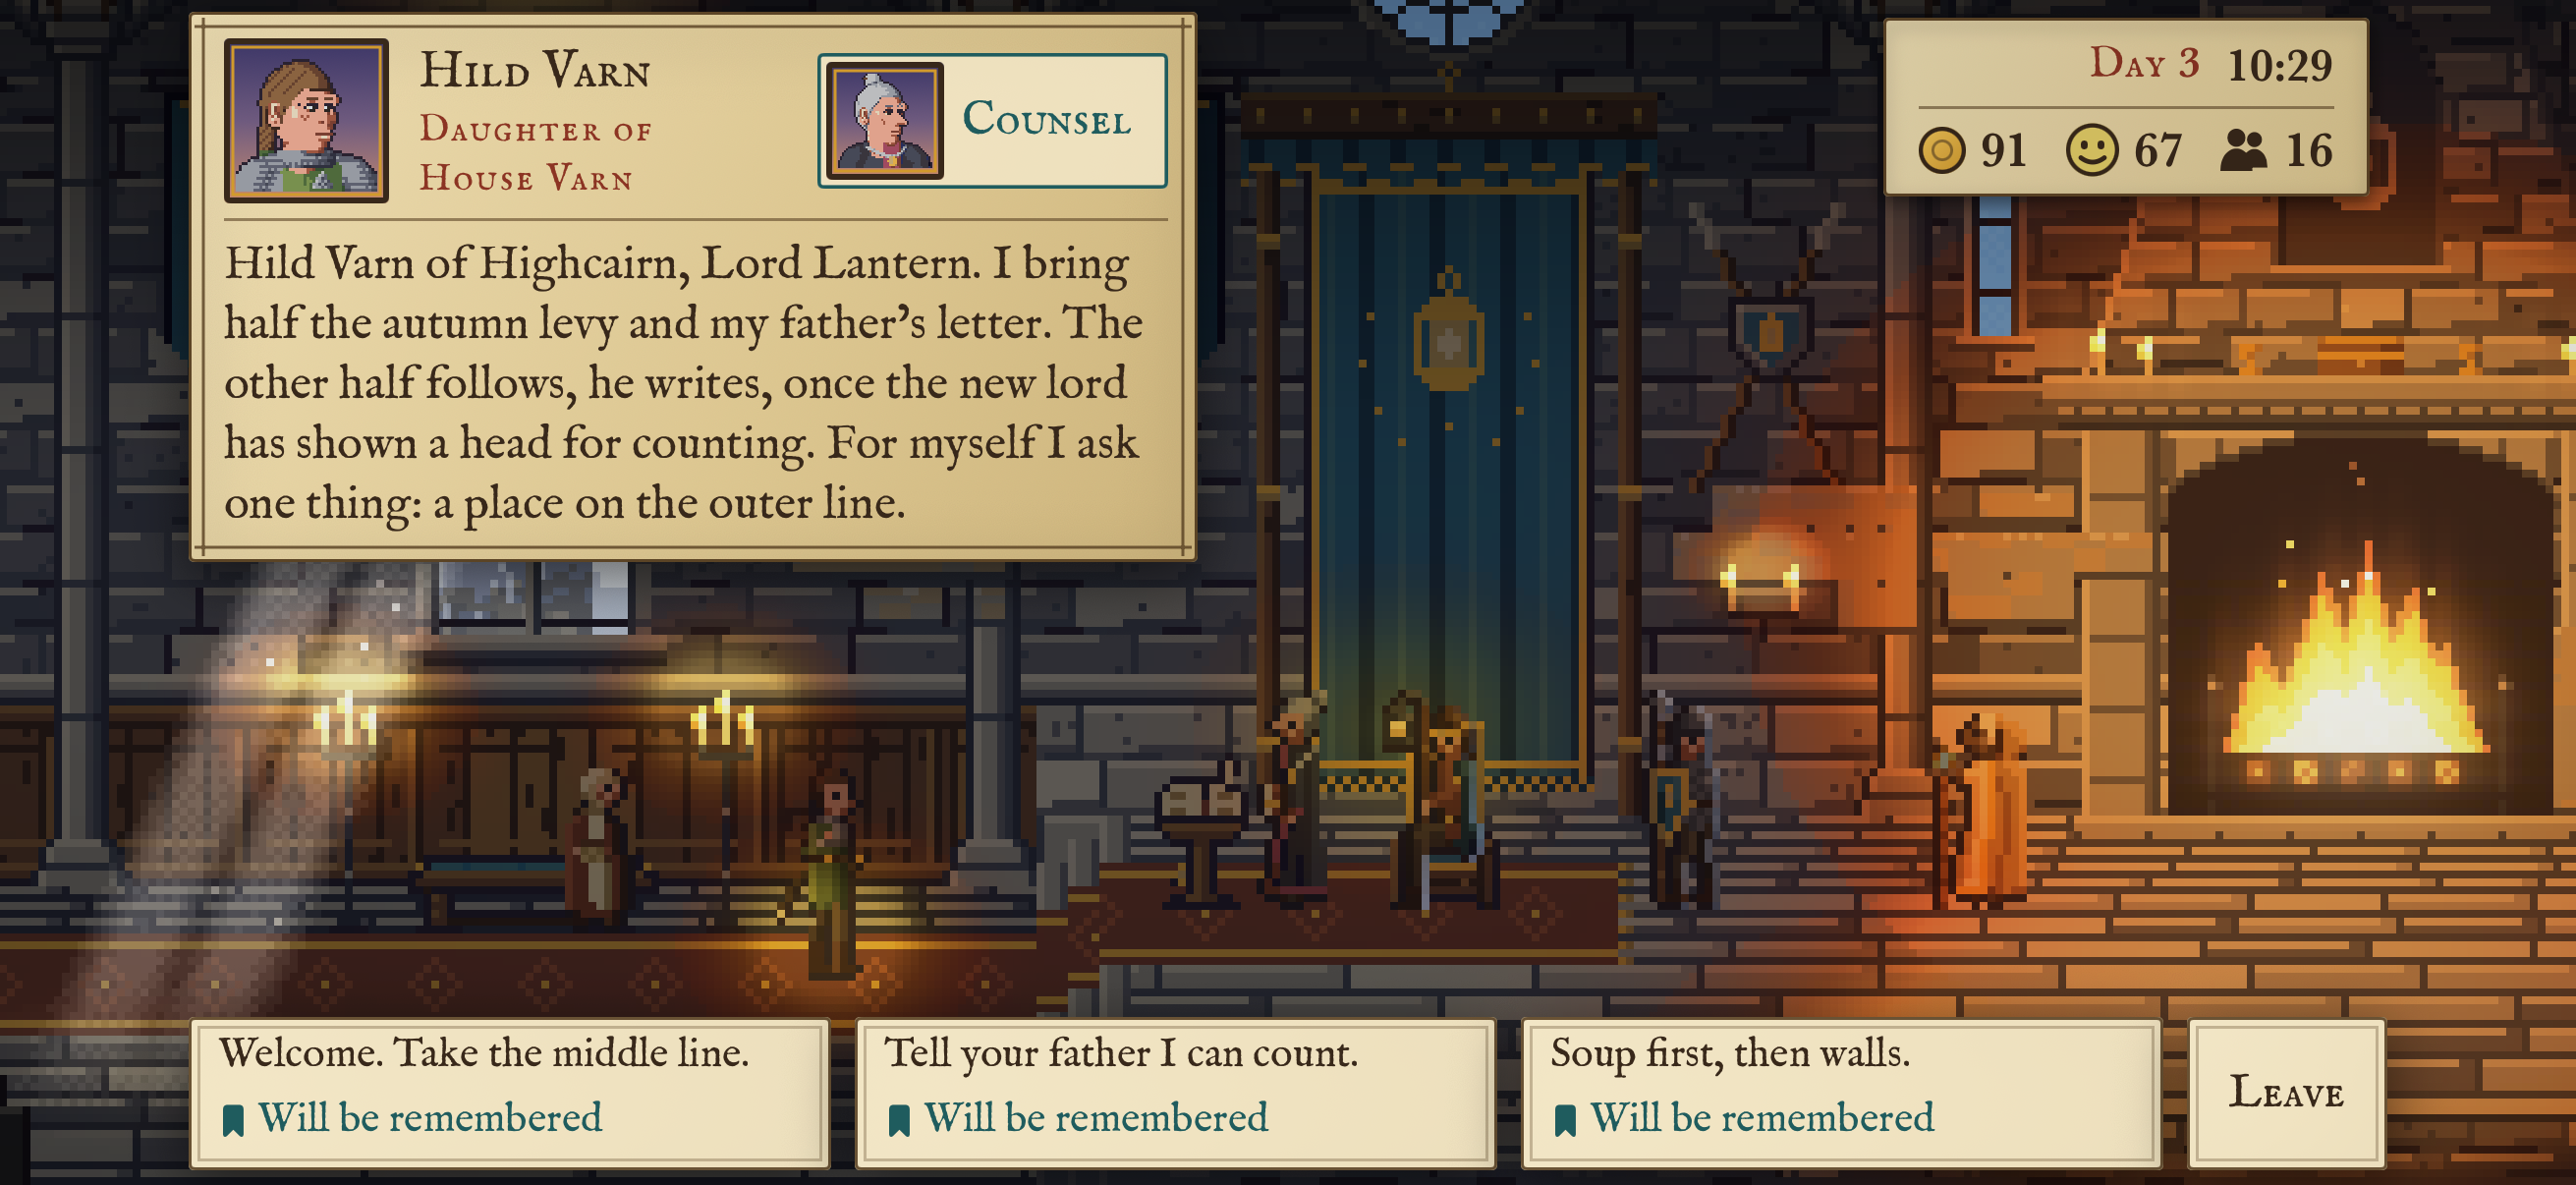 Hild Varn
Daughter of
House Varn
Counsel
Hild Varn of Highcairn, Lord Lantern. I bring
half the autumn levy and my father’s letter. The
other half follows, he writes, once the new lord
has shown a head for counting. For myself I ask
one thing: a place on the outer line.
Day 3 10:29
91 67 16
Welcome. Take the middle line.
Will be remembered
Tell your father I can count.
Will be remembered
Soup first, then walls.
Will be remembered
Leave